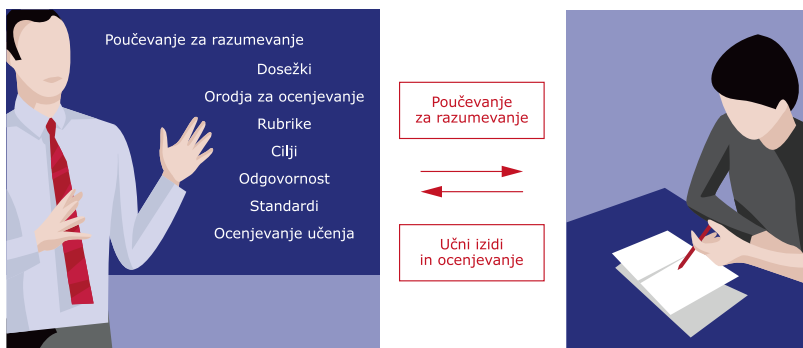 Poučevanje za razumevanje
Dosežki
Orodja za ocenjevanje
Rubrike
Cilji
Odgovornost
Standardi
Ocenjevanje učenja
Poučevanje
za razumevanje
Učni izidi
in ocenjevanje